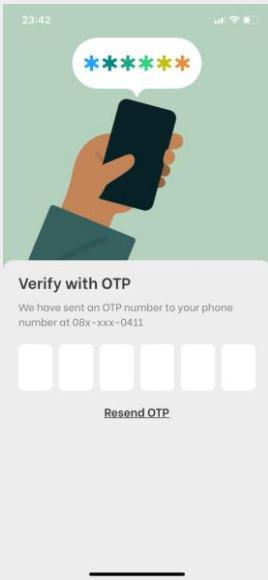 23:42
******
Verify with OTP
We have sent an OTP number to your phone
number at 08x-xxx-0411
Resend OTP